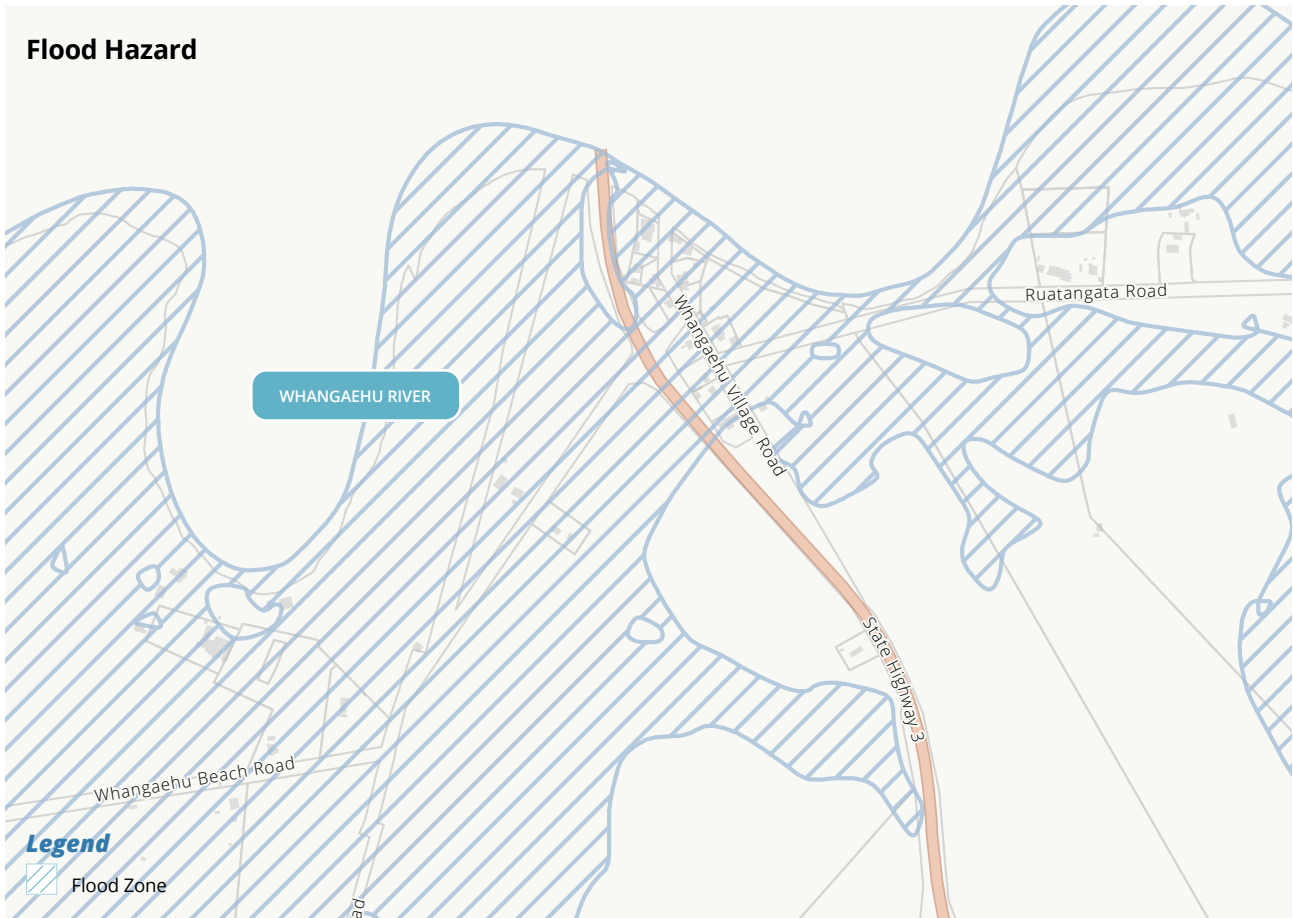 Flood Hazard
Ruatangata Road
Whangaehu Village Road
WHANGAEHU RIVER
State Highway 3
Whangaehu Beach Road
Legend
Flood Zone